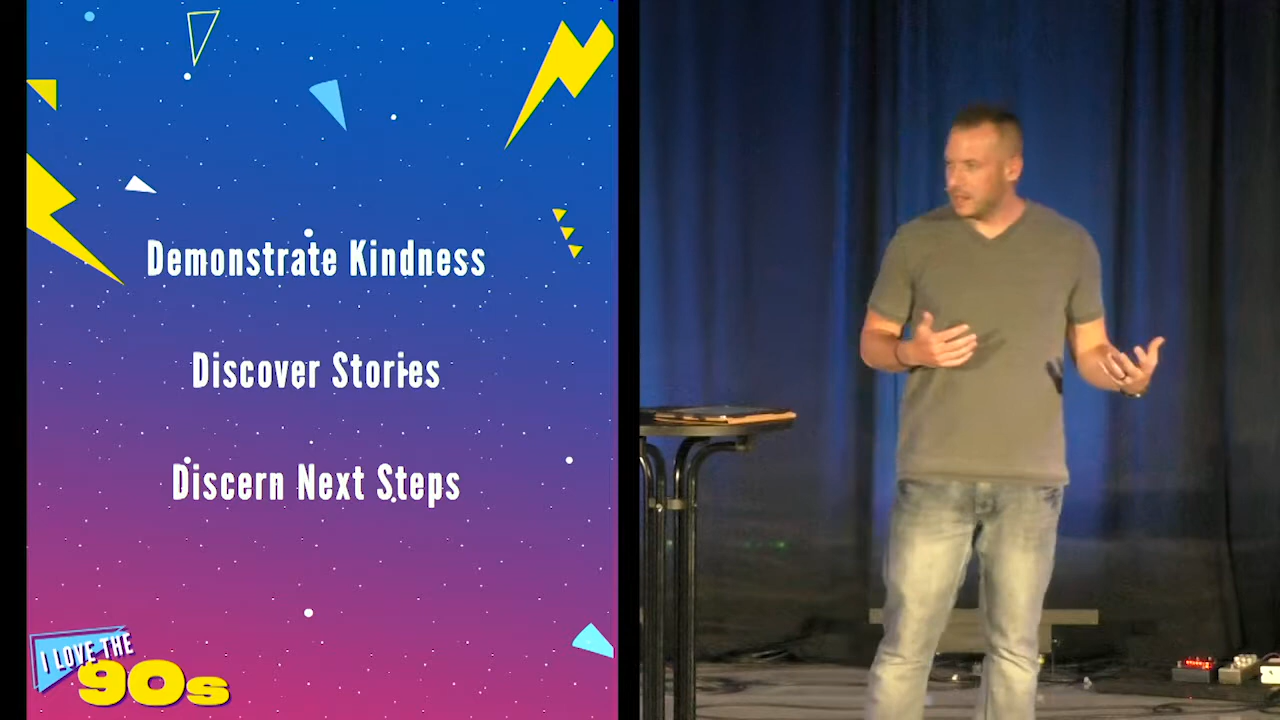 Demonstrate Kindness
Discover Stories
Discern Next Steps
I LOVE THE
90s